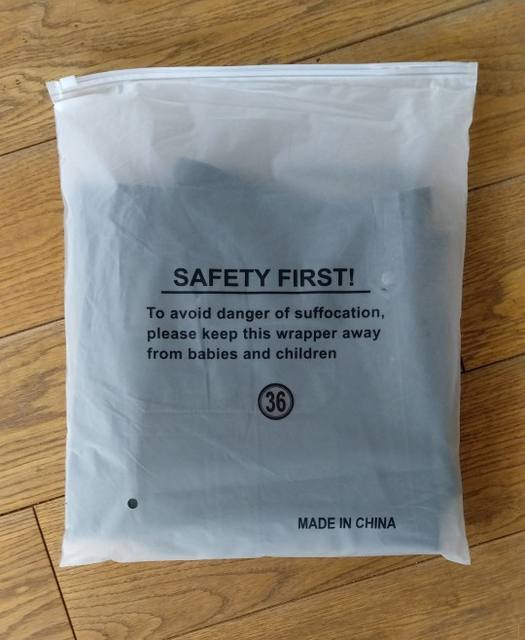 SAFETY FIRST!
To avoid danger of suffocation,
please keep this wrapper away
from babies and children
36
MADE IN CHINA